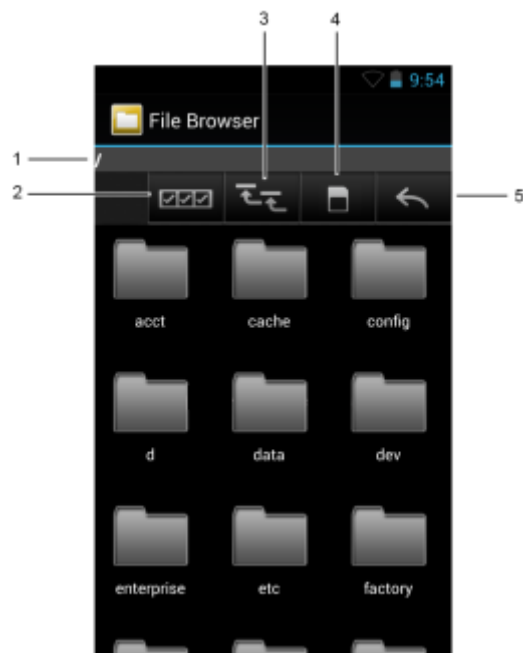 3 4
9:54
File Browser
1 /
2 5
acct cache config
d data dev
enterprise etc factory